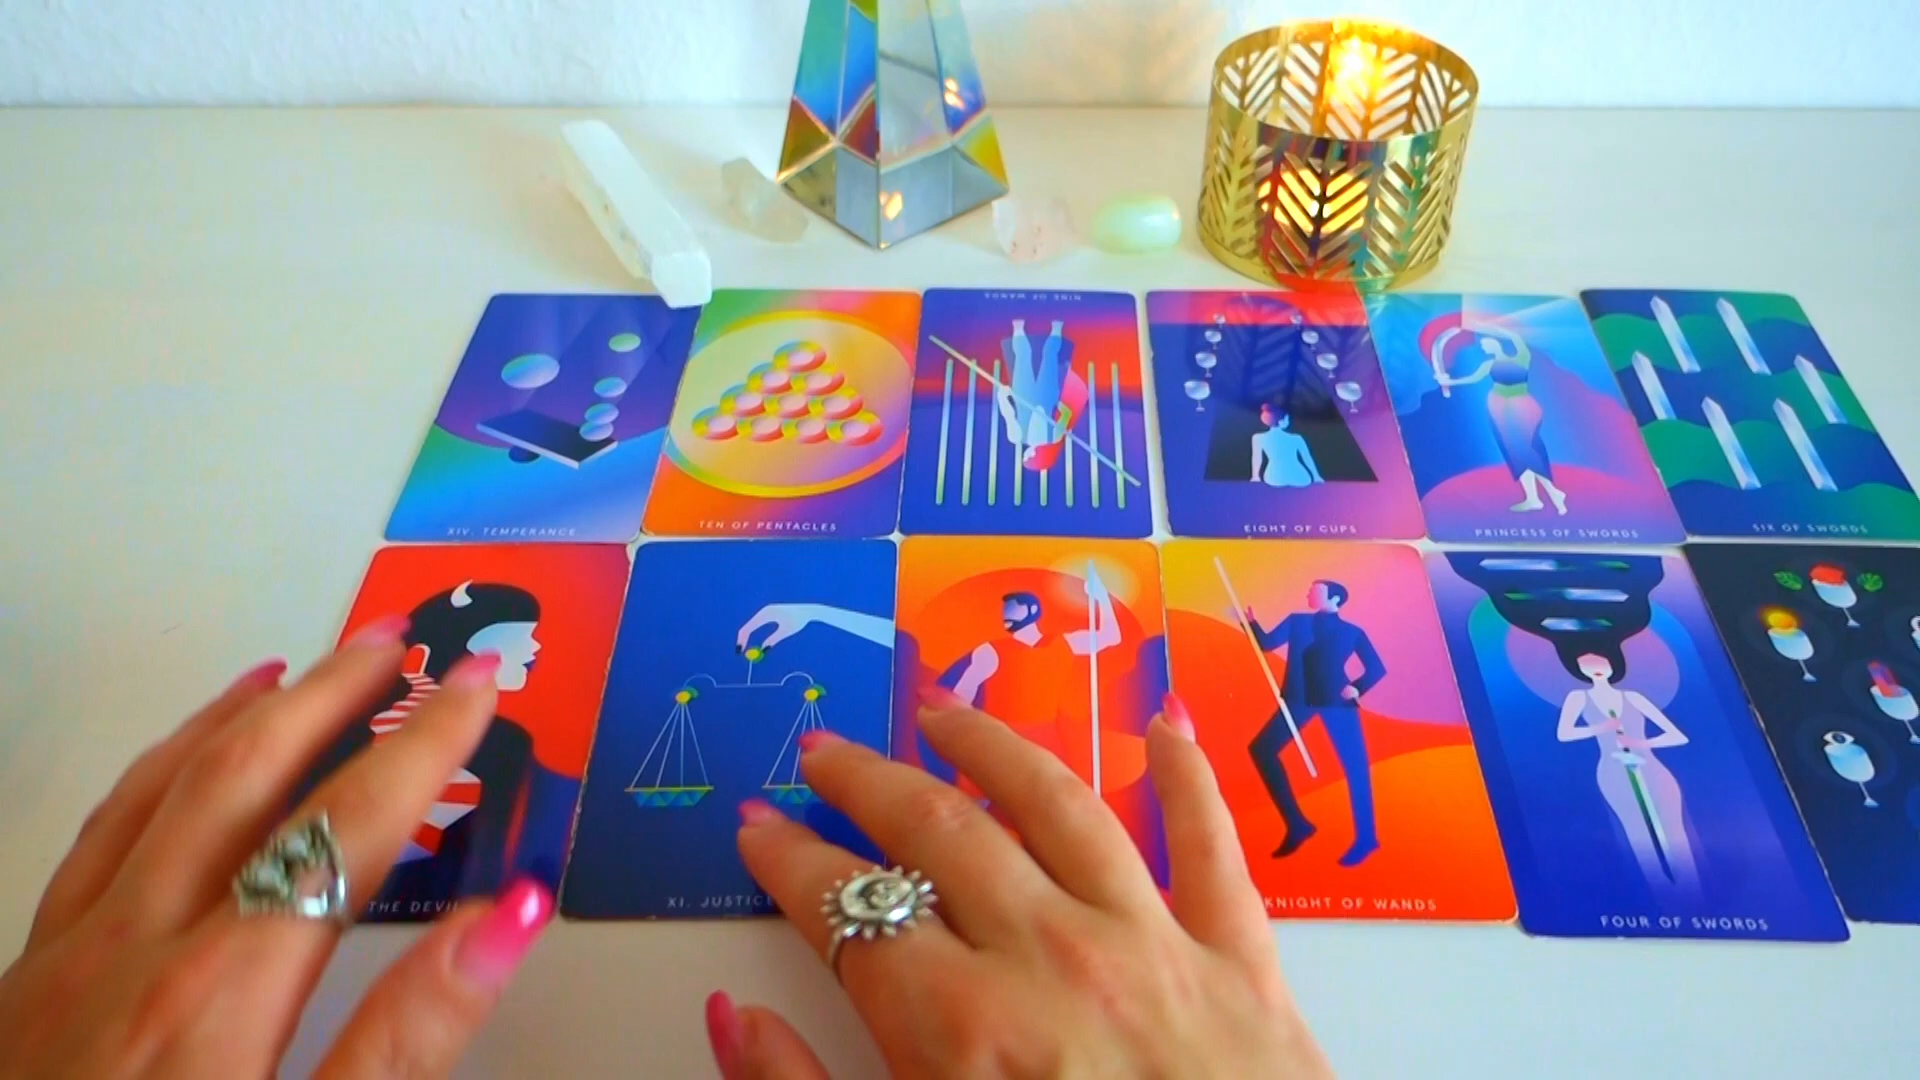 NINE OF WANDS
XIV. TEMPERANCE
TEN OF PENTACLES
EIGHT OF CUPS
PRINCESS OF SWORDS
SIX OF SWORDS
THE DEVIL
XI. JUSTICE
KNIGHT OF WANDS
FOUR OF SWORDS